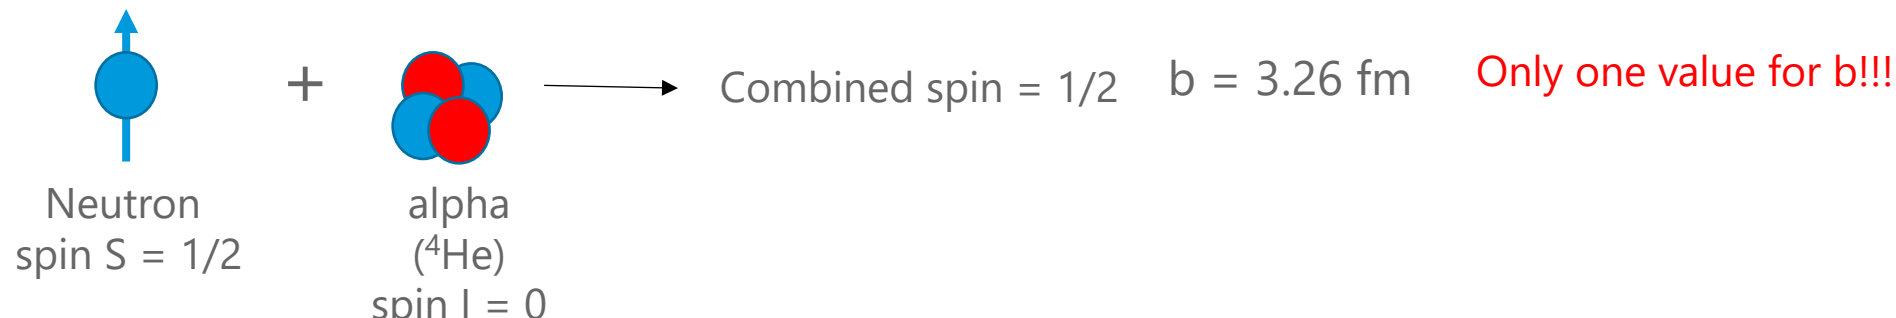 +
Combined spin = 1/2
b = 3.26 fm
Only one value for b!!!
Neutron
spin S = 1/2
alpha
(⁴He)
spin I = 0